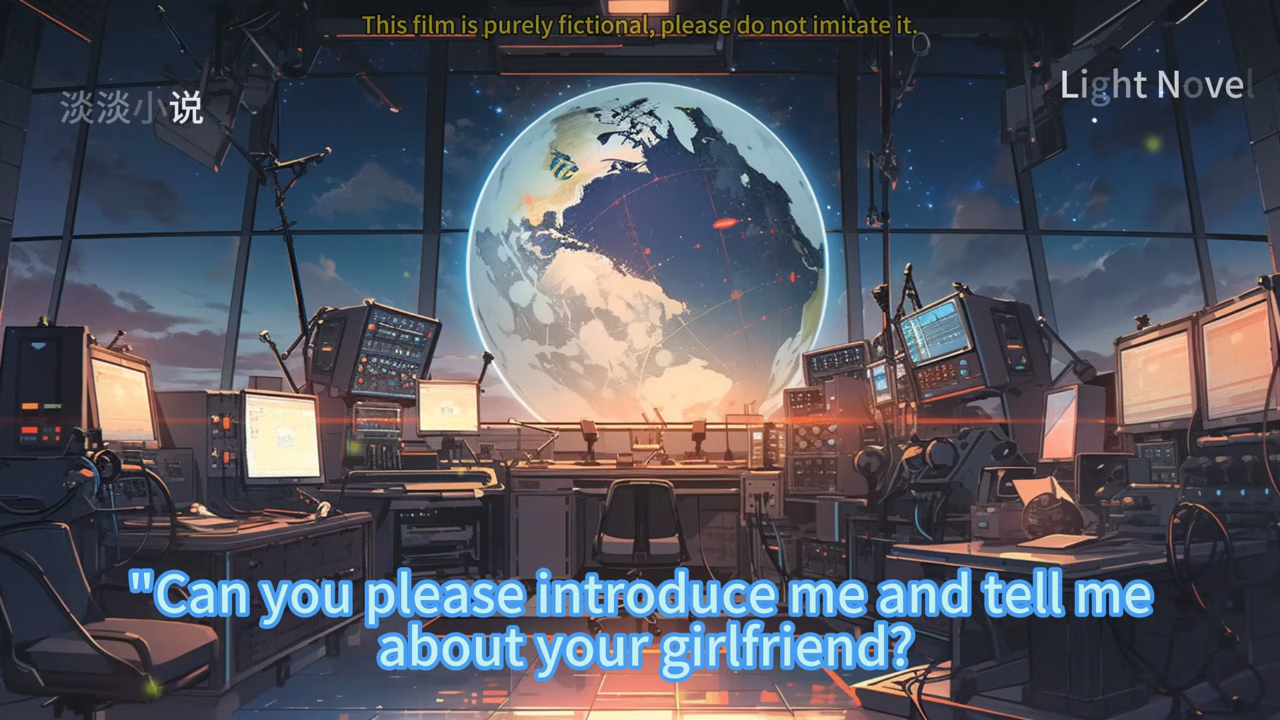 This film is purely fictional, please do not imitate it.
淡淡小说
Light Novel
"Can you please introduce me and tell me
about your girlfriend?